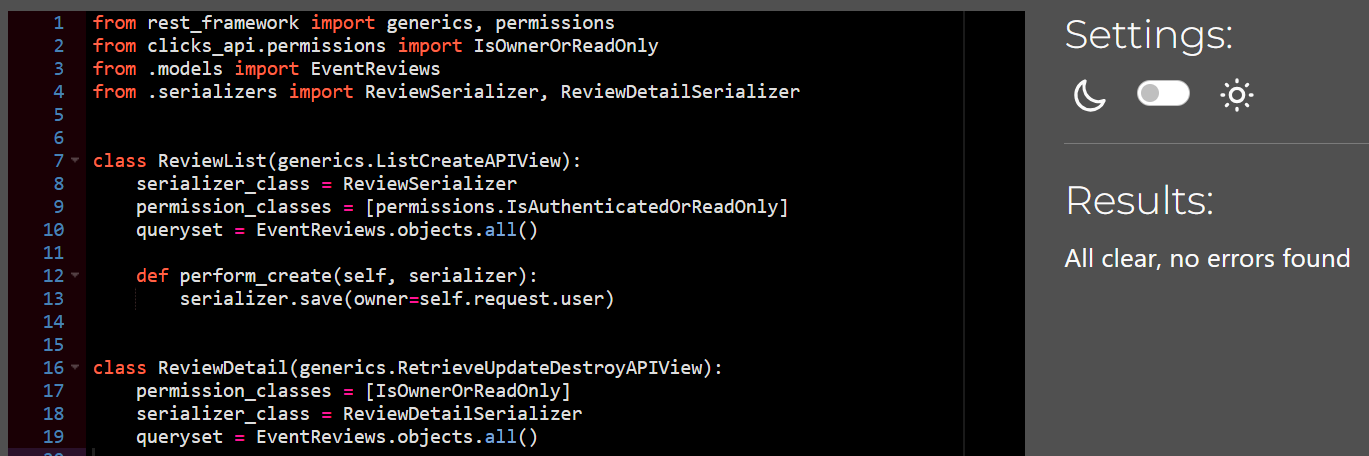 1 from rest_framework import generics, permissions
2 from clicks_api.permissions import IsOwnerOrReadOnly
3 from .models import EventReviews
4 from .serializers import ReviewSerializer, ReviewDetailSerializer
5
6
7 class ReviewList(generics.ListCreateAPIView):
8     serializer_class = ReviewSerializer
9     permission_classes = [permissions.IsAuthenticatedOrReadOnly]
10     queryset = EventReviews.objects.all()
11
12     def perform_create(self, serializer):
13         serializer.save(owner=self.request.user)
14
15
16 class ReviewDetail(generics.RetrieveUpdateDestroyAPIView):
17     permission_classes = [IsOwnerOrReadOnly]
18     serializer_class = ReviewDetailSerializer
19     queryset = EventReviews.objects.all()
Settings:
Results:
All clear, no errors found